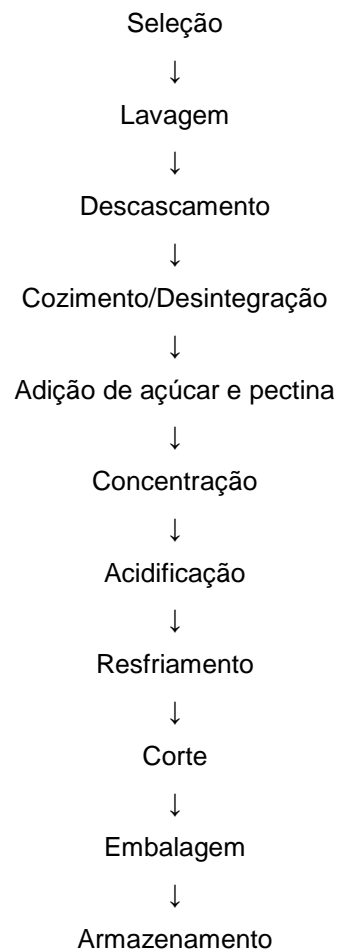 Seleção
↓
Lavagem
↓
Descascamento
↓
Cozimento/Desintegração
↓
Adição de açúcar e pectina
↓
Concentração
↓
Acidificação
↓
Resfriamento
↓
Corte
↓
Embalagem
↓
Armazenamento